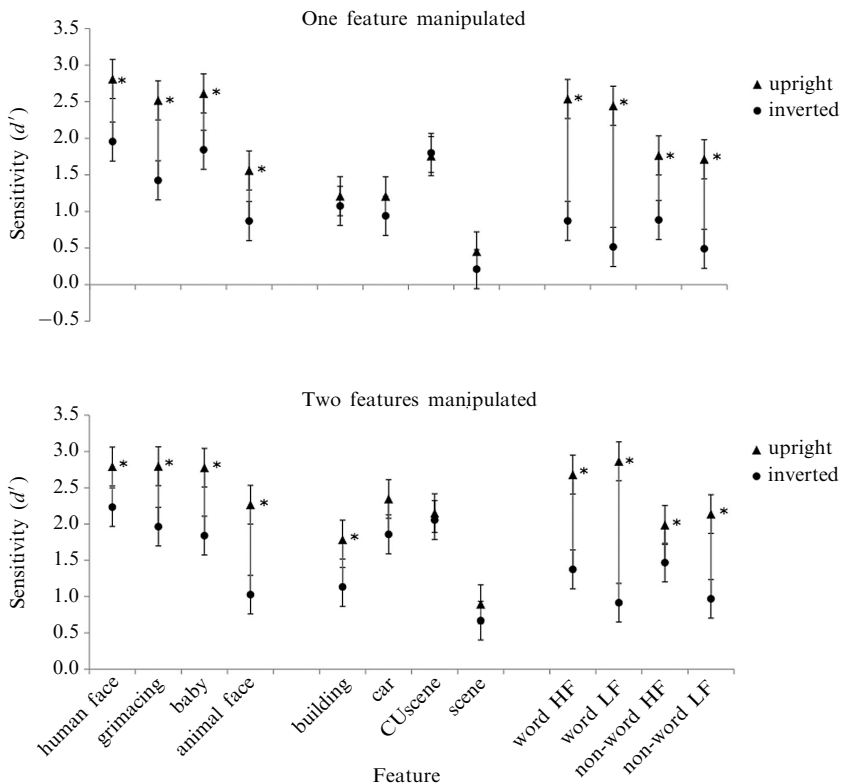 One feature manipulated
3.5
3.0
2.5
2.0
1.5
1.0
0.5
0.0
−0.5
Sensitivity (d′)
▲ upright
● inverted
* * * * * * * *
Two features manipulated
3.5
3.0
2.5
2.0
1.5
1.0
0.5
0.0
Sensitivity (d′)
▲ upright
● inverted
* * * * * * * * *
human face
grimacing
baby
animal face
building
car
CUscene
scene
word HF
word LF
non-word HF
non-word LF
Feature